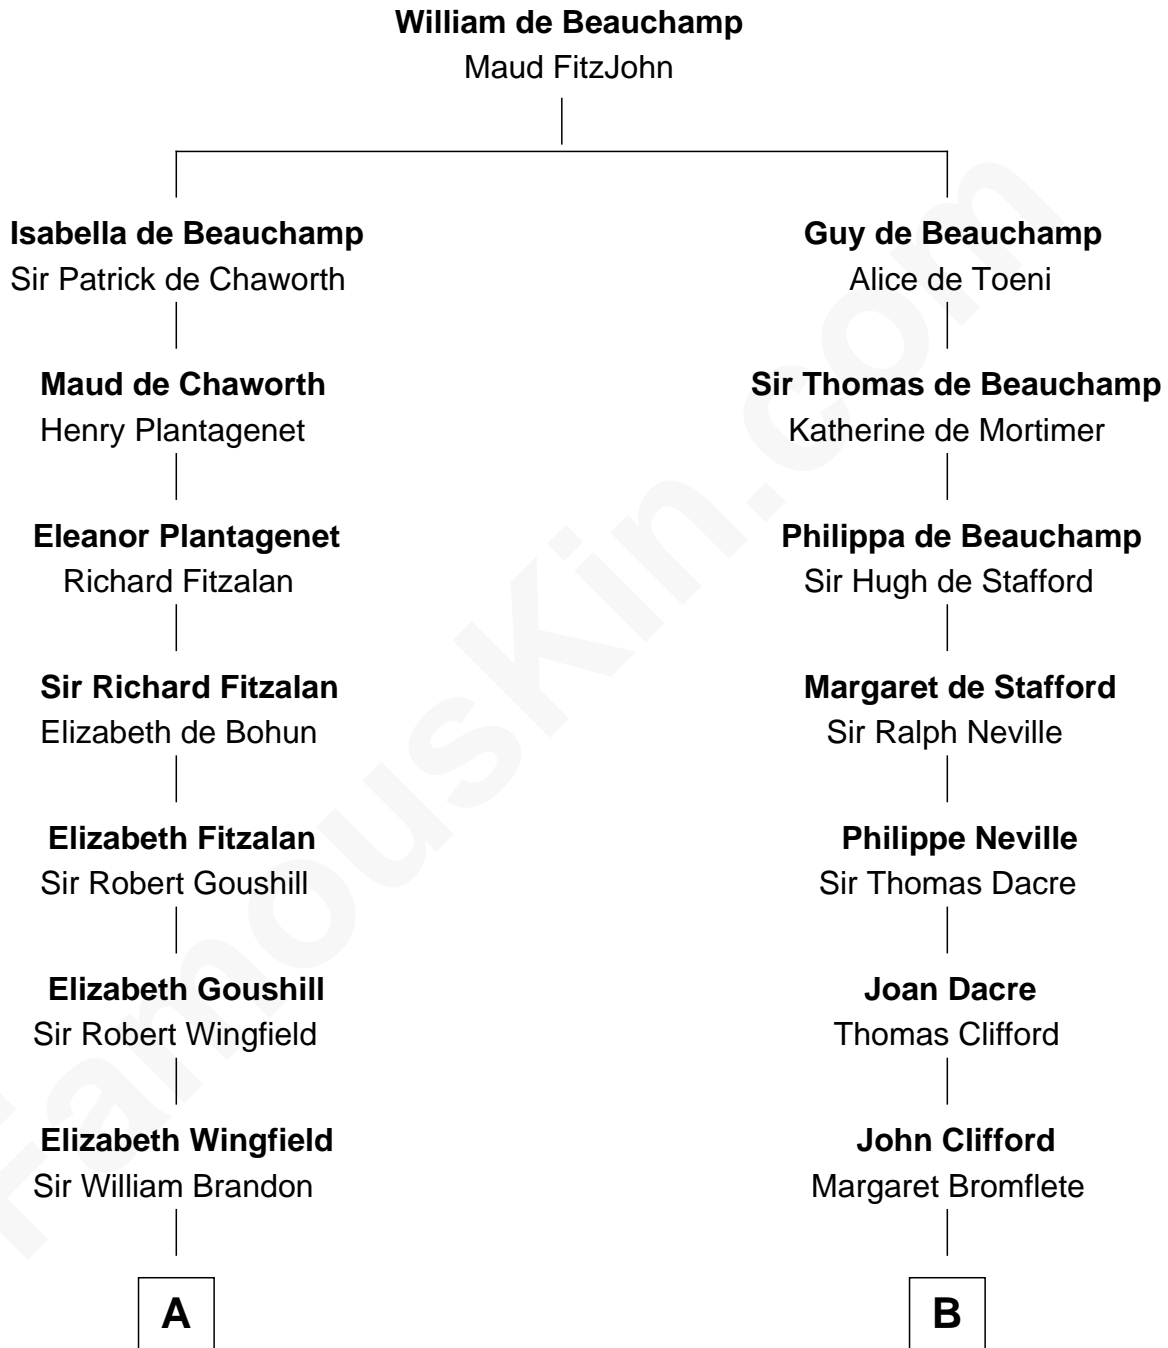 William de Beauchamp
Maud FitzJohn
Isabella de Beauchamp
Sir Patrick de Chaworth
Guy de Beauchamp
Alice de Toeni
Maud de Chaworth
Henry Plantagenet
Sir Thomas de Beauchamp
Katherine de Mortimer
Eleanor Plantagenet
Richard Fitzalan
Philippa de Beauchamp
Sir Hugh de Stafford
Sir Richard Fitzalan
Elizabeth de Bohun
Margaret de Stafford
Sir Ralph Neville
Elizabeth Fitzalan
Sir Robert Goushill
Philippe Neville
Sir Thomas Dacre
Elizabeth Goushill
Sir Robert Wingfield
Joan Dacre
Thomas Clifford
Elizabeth Wingfield
Sir William Brandon
John Clifford
Margaret Bromflete
A
B
FamousKin.com